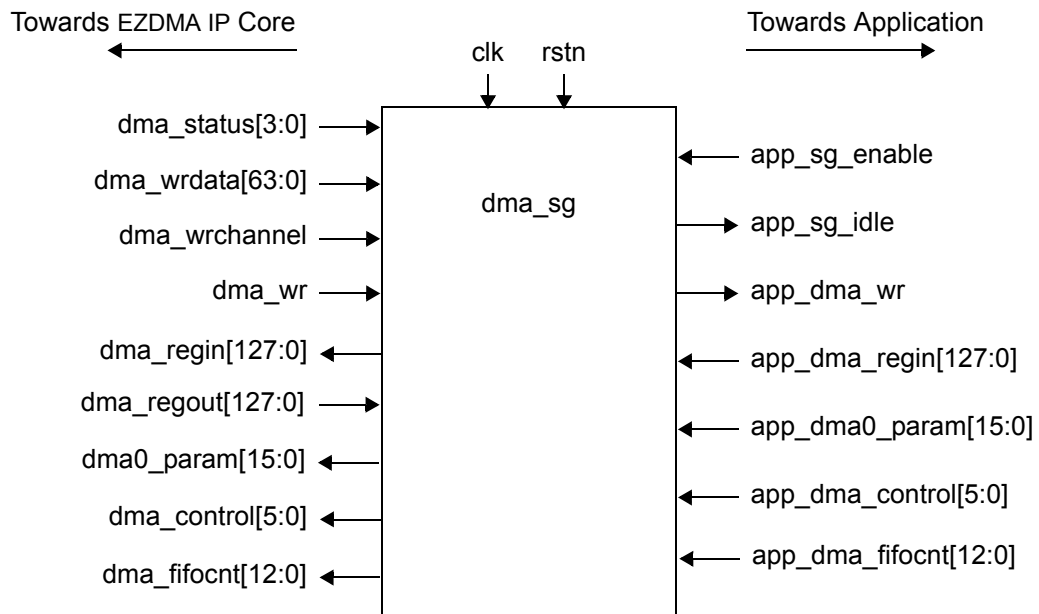 Towards EZDMA IP Core
Towards Application
clk rstn
dma_status[3:0]
dma_wrdata[63:0]
dma_wrchannel
dma_wr
dma_regin[127:0]
dma_regout[127:0]
dma0_param[15:0]
dma_control[5:0]
dma_fifocnt[12:0]
dma_sg
app_sg_enable
app_sg_idle
app_dma_wr
app_dma_regin[127:0]
app_dma0_param[15:0]
app_dma_control[5:0]
app_dma_fifocnt[12:0]